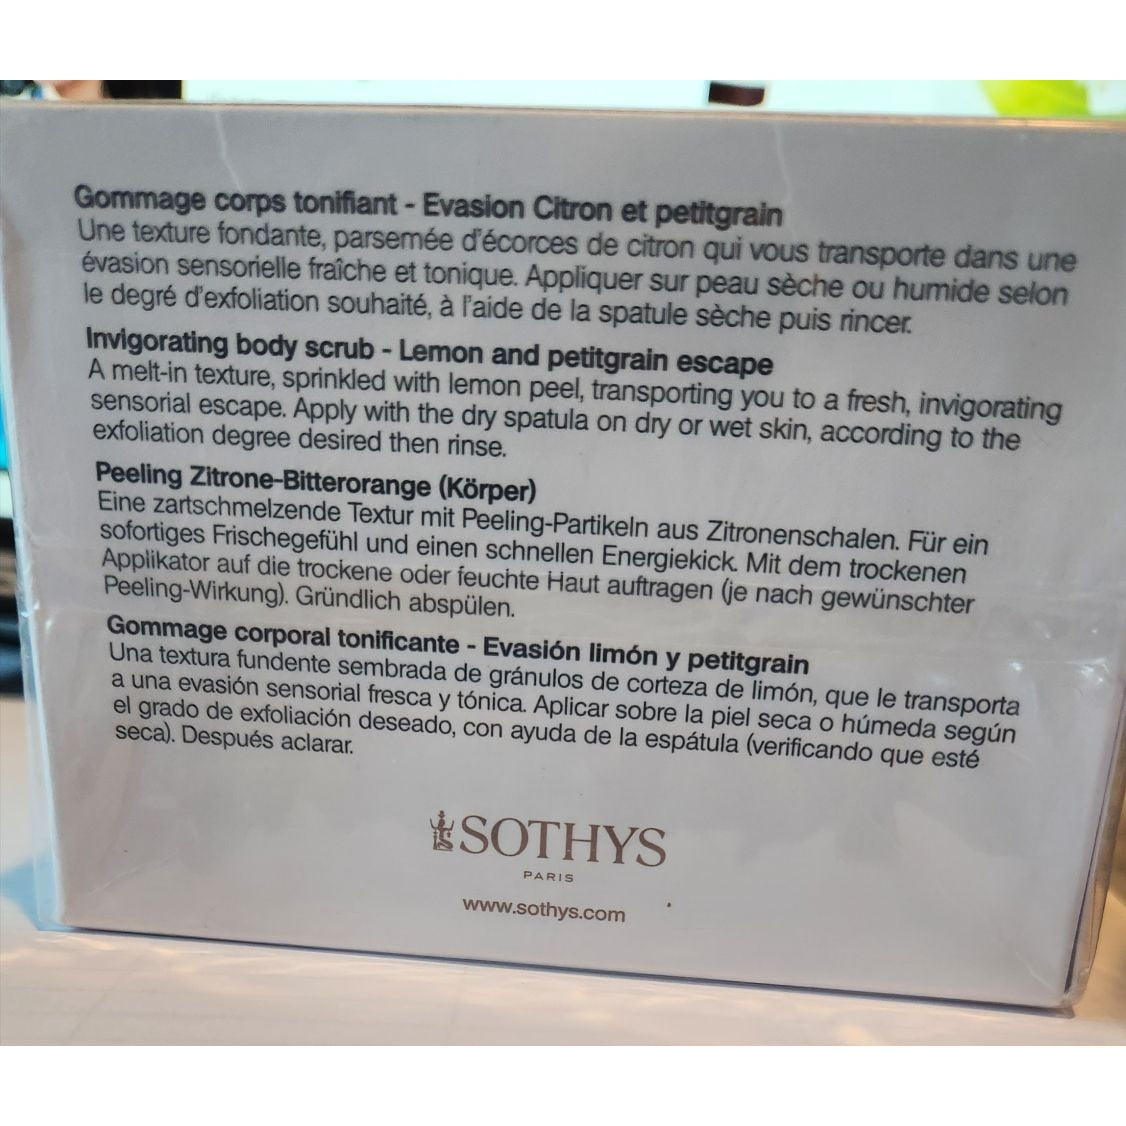 Gommage corps tonifiant - Evasion Citron et petitgrain
Une texture fondante, parsemée d'écorces de citron qui vous transporte dans une
évasion sensorielle fraîche et tonique. Appliquer sur peau sèche ou humide selon
le degré d'exfoliation souhaité, à l'aide de la spatule sèche puis rincer.
Invigorating body scrub - Lemon and petitgrain escape
A melt-in texture, sprinkled with lemon peel, transporting you to a fresh, invigorating
sensorial escape. Apply with the dry spatula on dry or wet skin, according to the
exfoliation degree desired then rinse.
Peeling Zitrone-Bitterorange (Körper)
Eine zartschmelzende Textur mit Peeling-Partikeln aus Zitronenschalen. Für ein
sofortiges Frischegefühl und einen schnellen Energiekick. Mit dem trockenen
Applikator auf die trockene oder feuchte Haut auftragen (je nach gewünschter
Peeling-Wirkung). Gründlich abspülen.
Gommage corporal tonificante - Evasión limón y petitgrain
Una textura fundente sembrada de gránulos de corteza de limón, que le transporta
a una evasión sensorial fresca y tónica. Aplicar sobre la piel seca o húmeda según
el grado de exfoliación deseado, con ayuda de la espátula (verificando que esté
seca). Después aclarar.
SOTHYS
PARIS
www.sothys.com